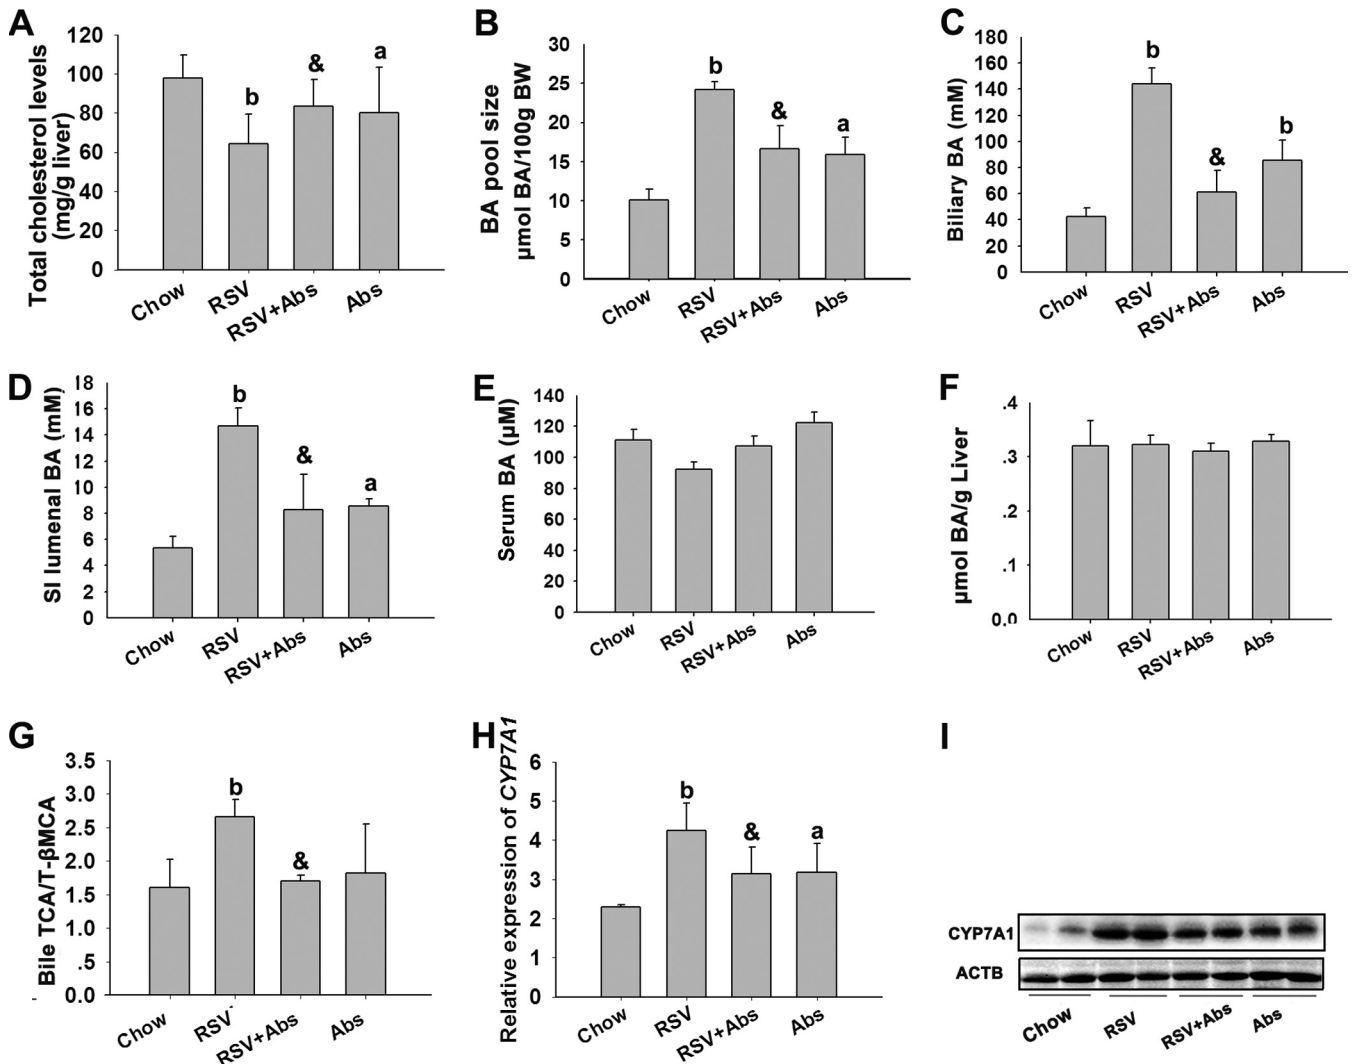 A
Total cholesterol levels
(mg/g liver)
120
100
80
60
40
20
0
b
&
a
Chow
RSV
RSV+Abs
Abs
B
BA pool size
µmol BA/100g BW
30
25
20
15
10
5
0
b
&
a
Chow
RSV
RSV+Abs
Abs
C
Biliary BA (mM)
180
160
140
120
100
80
60
40
20
0
b
&
b
Chow
RSV
RSV+Abs
Abs
D
SI lumenal BA (mM)
18
16
14
12
10
8
6
4
2
0
b
&
a
Chow
RSV
RSV+Abs
Abs
E
Serum BA (µM)
140
120
100
80
60
40
20
0
Chow
RSV
RSV+Abs
Abs
F
µmol BA/g Liver
.4
.3
.2
.1
0.0
Chow
RSV
RSV+Abs
Abs
G
Bile TCA/T-βMCA
3.5
3.0
2.5
2.0
1.5
1.0
.5
0.0
b
&
Chow
RSV
RSV+Abs
Abs
H
Relative expression of CYP7A1
6
5
4
3
2
1
0
b
&
a
Chow
RSV
RSV+Abs
Abs
I
CYP7A1
ACTB
Chow
RSV
RSV+Abs
Abs